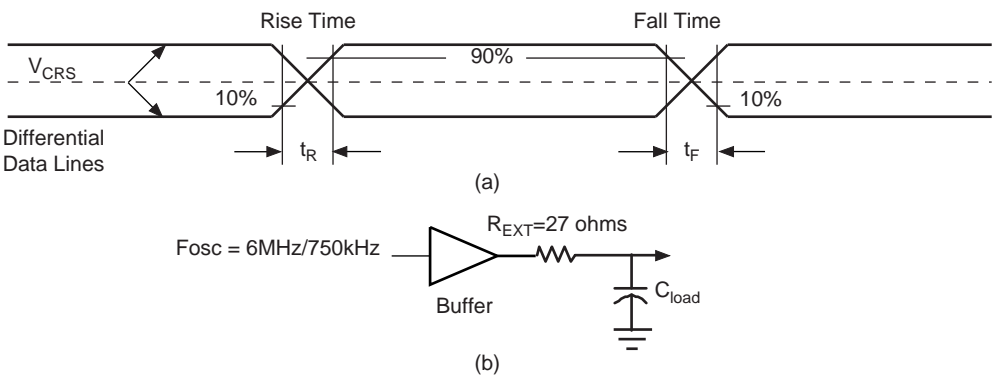 Rise Time
Fall Time
VCRS
90%
10%
10%
Differential
Data Lines
tR
tF
(a)
REXT=27 ohms
Fosc = 6MHz/750kHz
Buffer
Cload
(b)